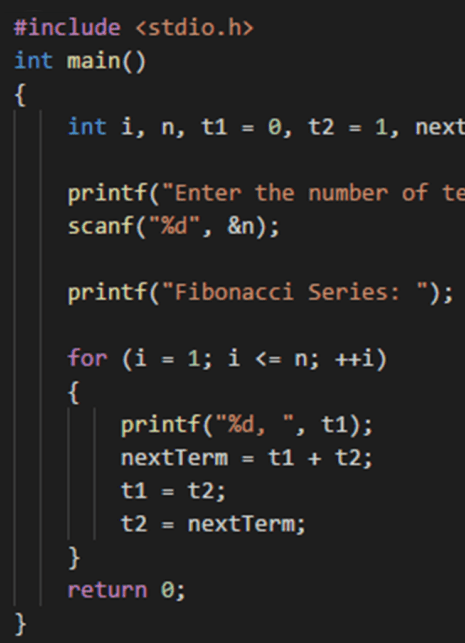 #include <stdio.h>
int main()
{
int i, n, t1 = 0, t2 = 1, next
printf("Enter the number of te
scanf("%d", &n);
printf("Fibonacci Series: ");
for (i = 1; i <= n; ++i)
{
printf("%d, ", t1);
nextTerm = t1 + t2;
t1 = t2;
t2 = nextTerm;
}
return 0;
}